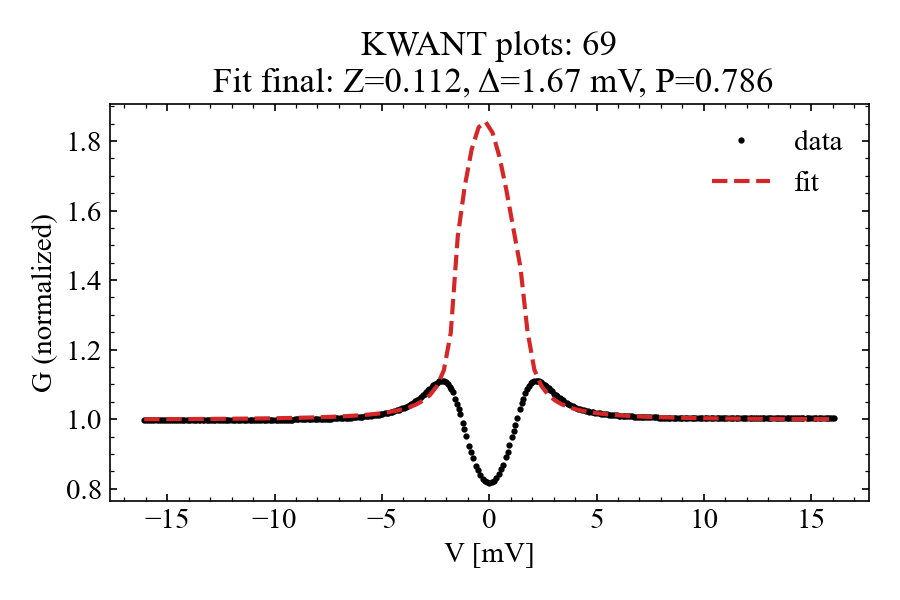 KWANT plots: 69
Fit final: Z=0.112, Δ=1.67 mV, P=0.786
G (normalized)
1.8
1.6
1.4
1.2
1.0
0.8
data
fit
−15
−10
−5
0
5
10
15
V [mV]